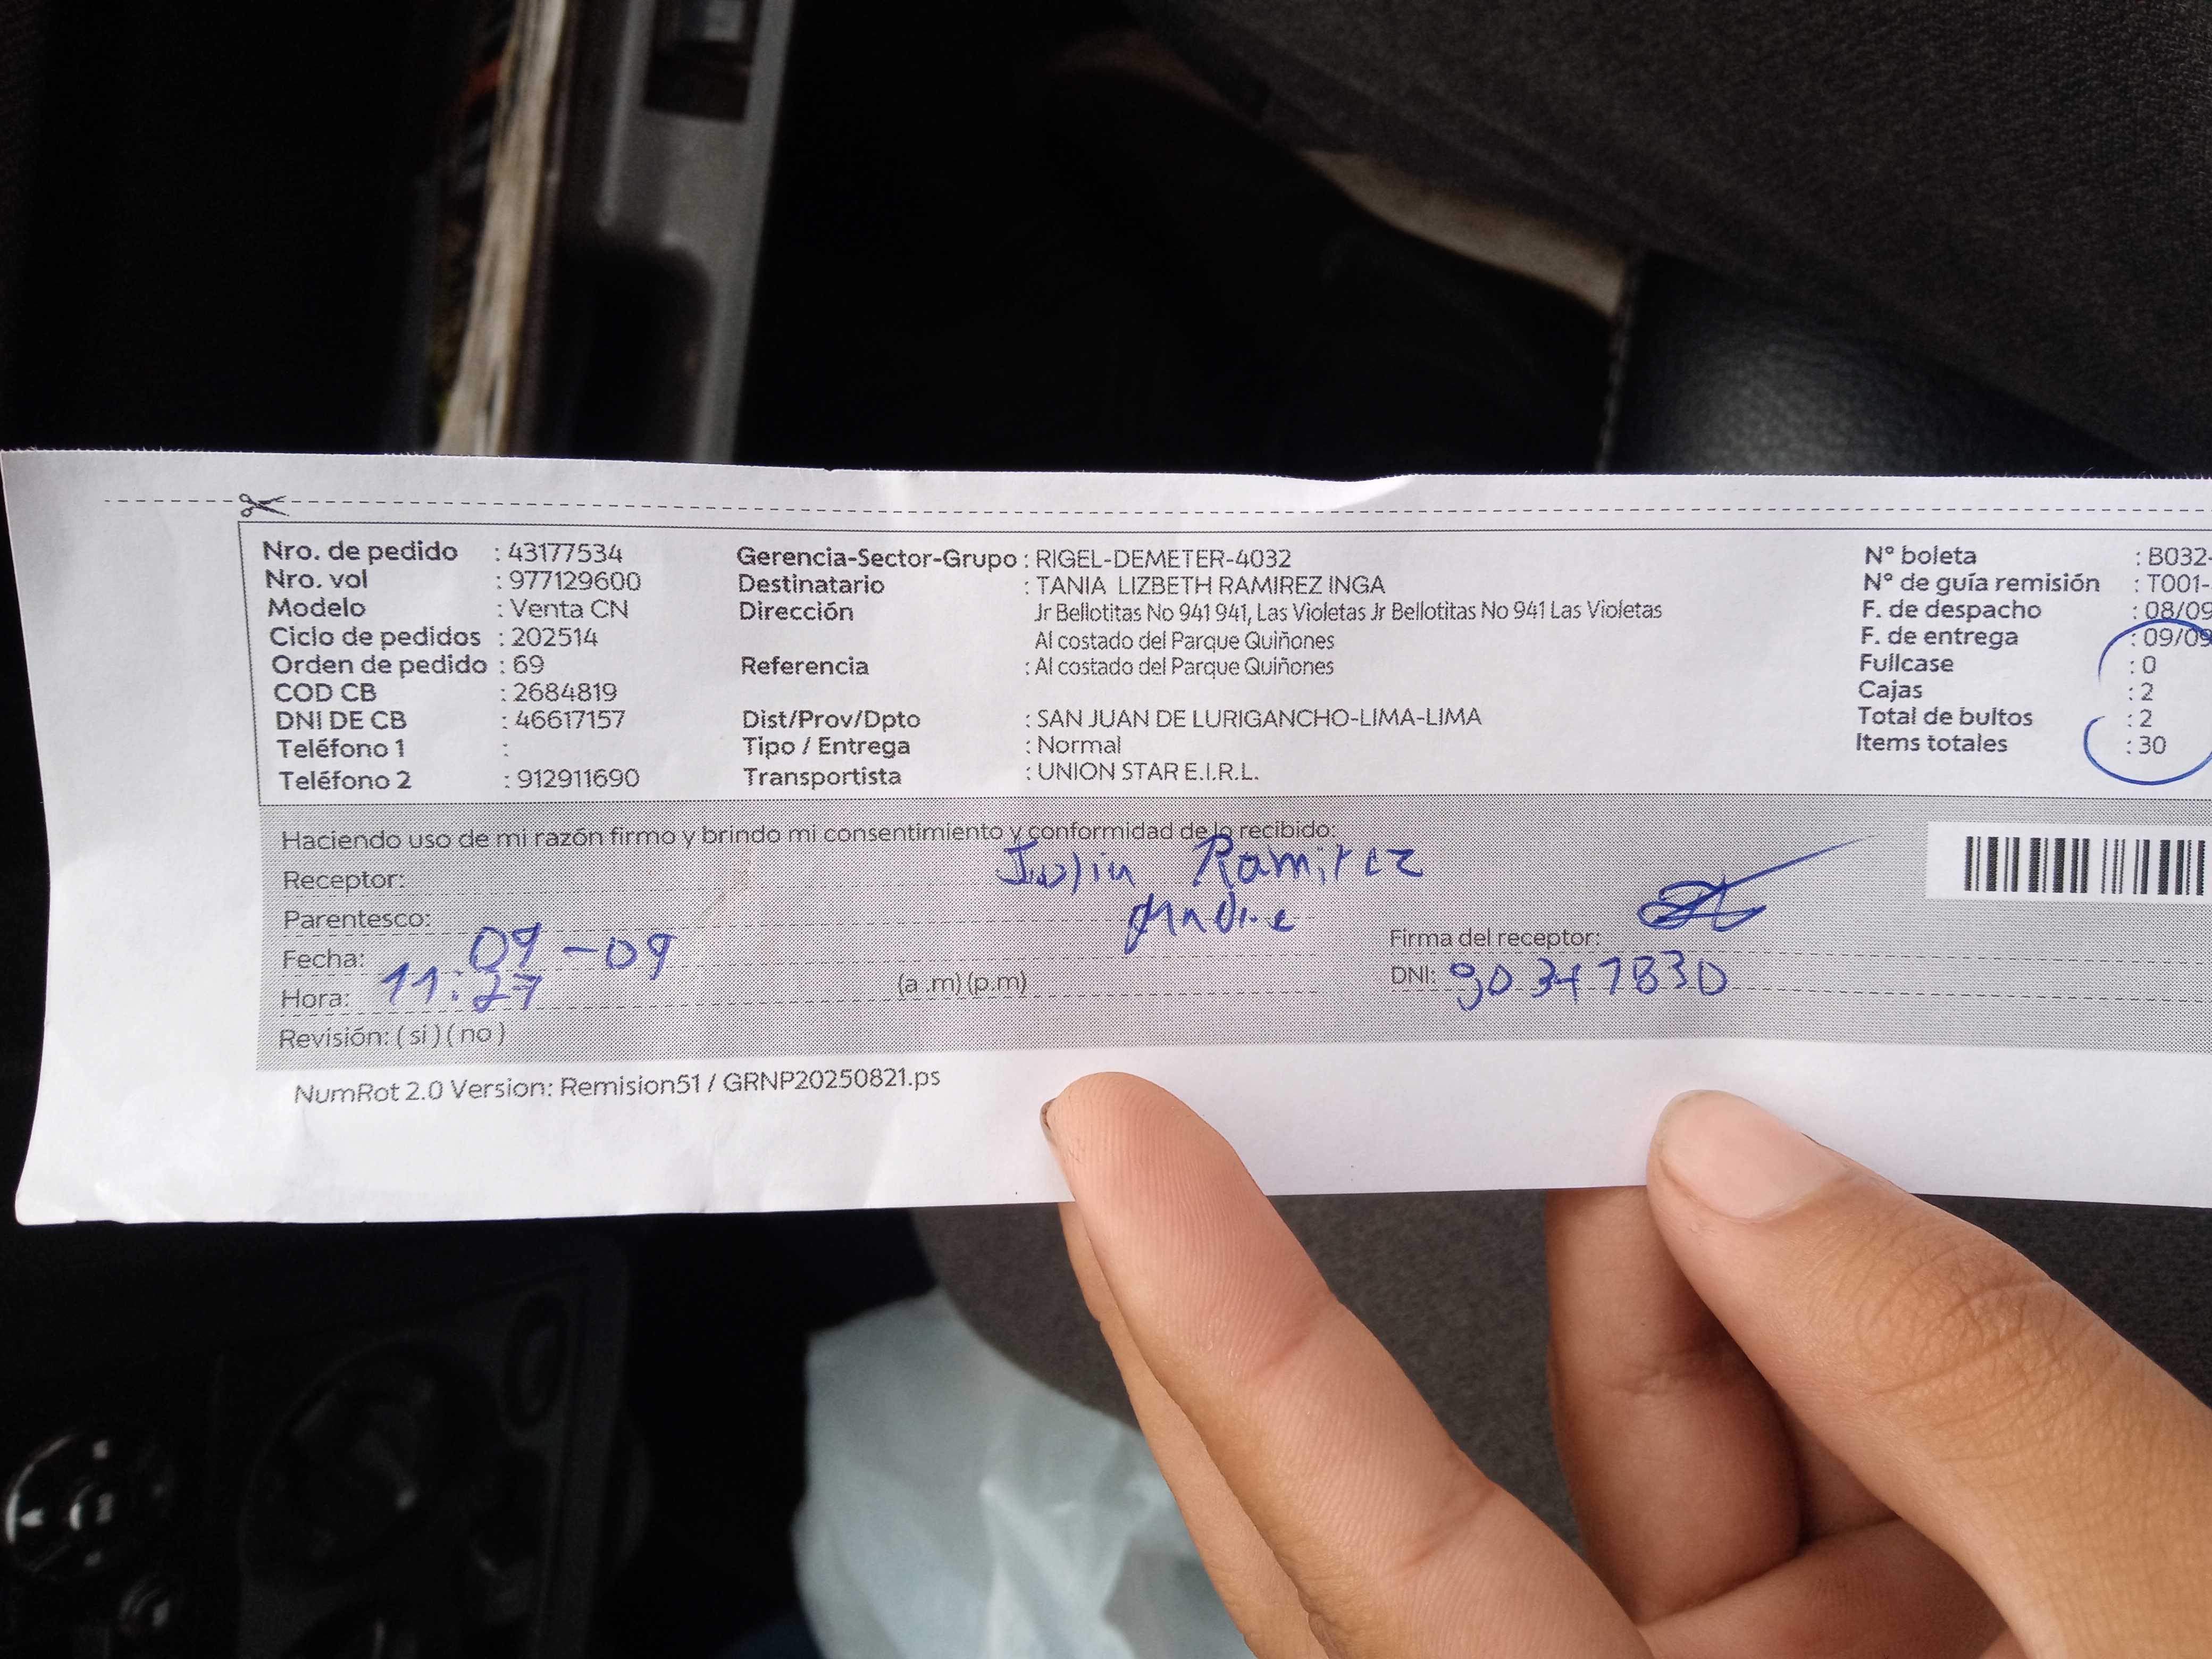 Nro. de pedido : 43177534
Nro. vol : 977129600
Modelo : Venta CN
Ciclo de pedidos : 202514
Orden de pedido : 69
COD CB : 2684819
DNI DE CB : 46617157
Teléfono 1 :
Teléfono 2 : 912911690
Gerencia-Sector-Grupo : RIGEL-DEMETER-4032
Destinatario : TANIA LIZBETH RAMIREZ INGA
Dirección Jr Bellotitas No 941 941, Las Violetas Jr Bellotitas No 941 Las Violetas
Al costado del Parque Quiñones
Referencia : Al costado del Parque Quiñones
Dist/Prov/Dpto : SAN JUAN DE LURIGANCHO-LIMA-LIMA
Tipo / Entrega : Normal
Transportista : UNION STAR E.I.R.L.
N° boleta : B032-
N° de guía remisión : T001-
F. de despacho : 08/09
F. de entrega : 09/09
Fullcase : 0
Cajas : 2
Total de bultos : 2
Items totales : 30
Haciendo uso de mi razón firmo y brindo mi consentimiento y conformidad de lo recibido:
Receptor: Ramirez
Parentesco:
Fecha: 09-09
Hora: 11:27 (a .m) (p.m)
Revisión: ( si ) ( no )
Firma del receptor:
DNI:
NumRot 2.0 Version: Remision51 / GRNP20250821.ps